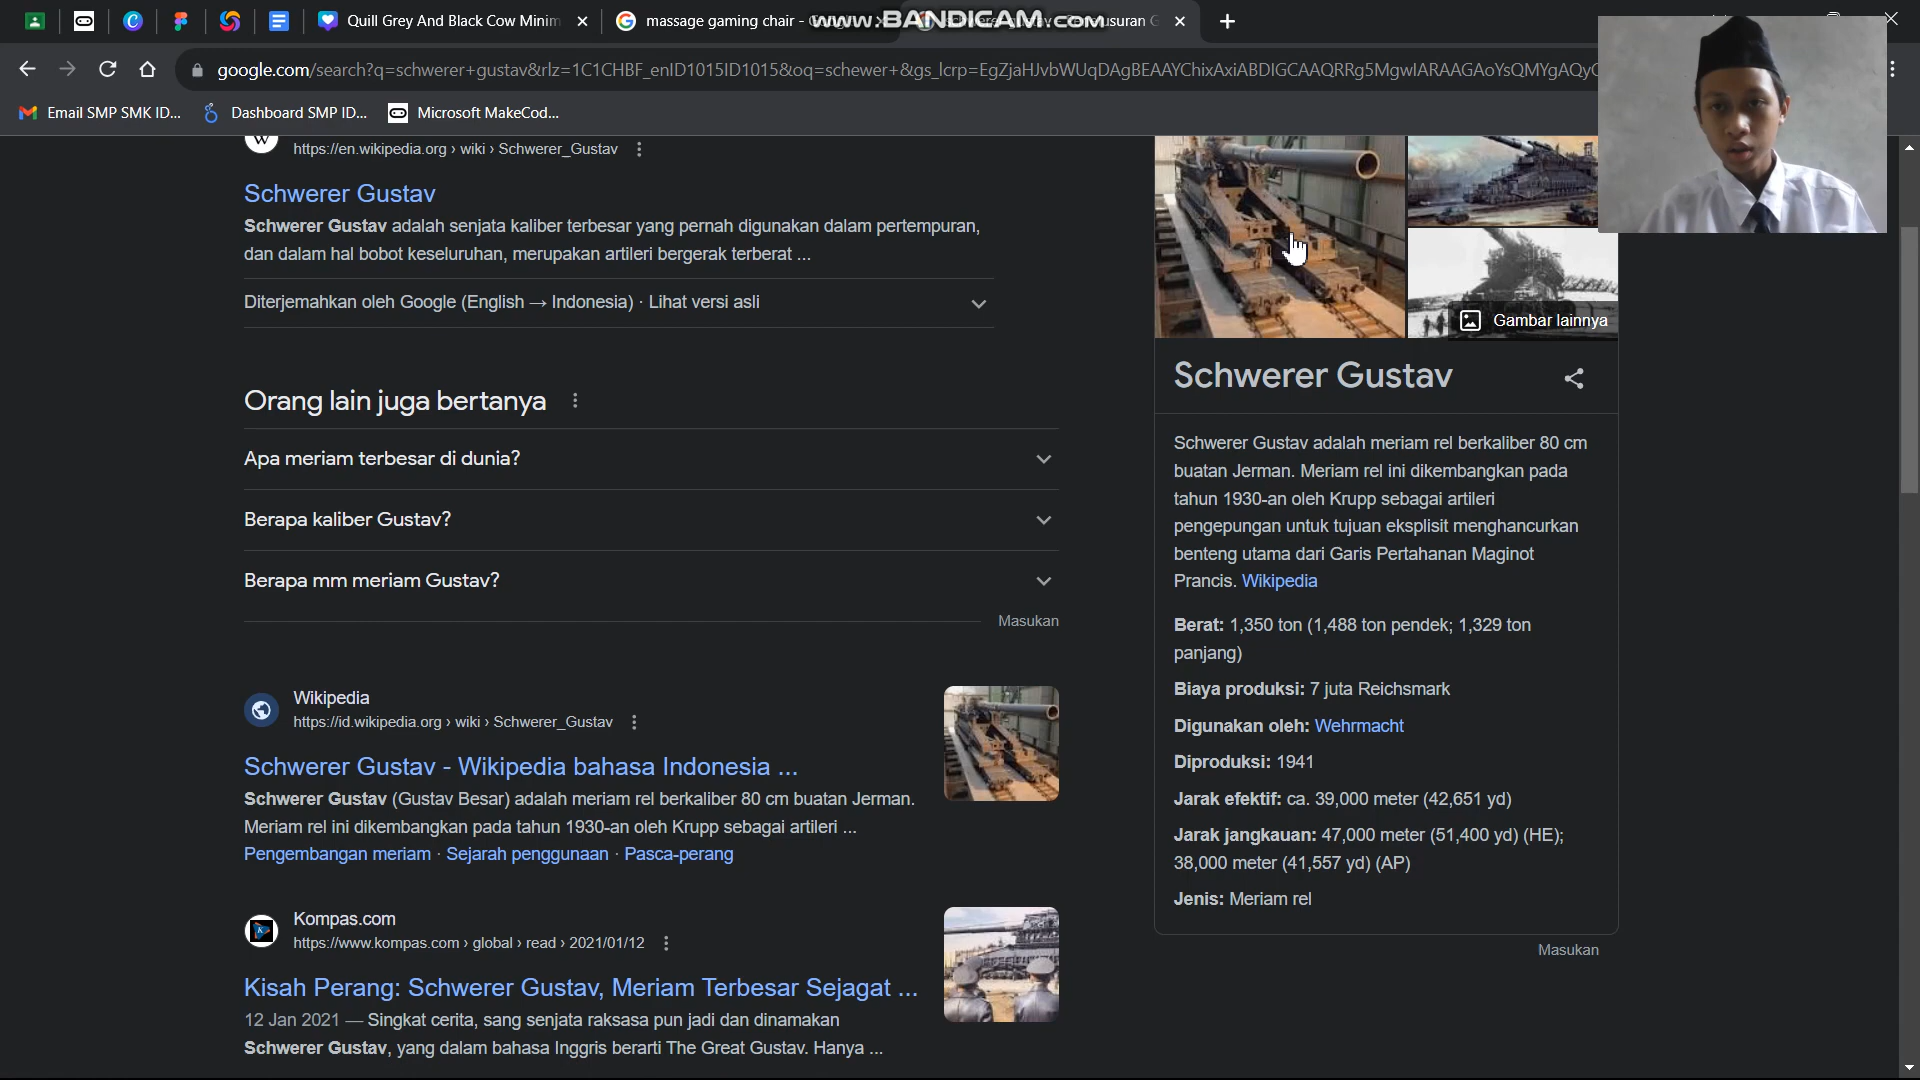 Quill Grey And Black Cow Minim
massage gaming chair -
www.BANDICAM.com
google.com/search?q=schwerer+gustav&rlz=1C1CHBF_enID1015ID1015&oq=schewer+&gs_lcrp=EgZjaHJvbWUqDAgBEAAYChixAxiABDIGCAAQRRg5MgwIARAAGAoYsQMYgAQyC
Email SMP SMK ID...
Dashboard SMP ID...
Microsoft MakeCod...
https://en.wikipedia.org › wiki › Schwerer_Gustav
Schwerer Gustav
Schwerer Gustav adalah senjata kaliber terbesar yang pernah digunakan dalam pertempuran,
dan dalam hal bobot keseluruhan, merupakan artileri bergerak terberat ...
Diterjemahkan oleh Google (English → Indonesia) · Lihat versi asli
Orang lain juga bertanya
Apa meriam terbesar di dunia?
Berapa kaliber Gustav?
Berapa mm meriam Gustav?
Masukan
Wikipedia
https://id.wikipedia.org › wiki › Schwerer_Gustav
Schwerer Gustav - Wikipedia bahasa Indonesia ...
Schwerer Gustav (Gustav Besar) adalah meriam rel berkaliber 80 cm buatan Jerman.
Meriam rel ini dikembangkan pada tahun 1930-an oleh Krupp sebagai artileri ...
Pengembangan meriam · Sejarah penggunaan · Pasca-perang
Kompas.com
https://www.kompas.com › global › read › 2021/01/12
Kisah Perang: Schwerer Gustav, Meriam Terbesar Sejagat ...
12 Jan 2021 — Singkat cerita, sang senjata raksasa pun jadi dan dinamakan
Schwerer Gustav, yang dalam bahasa Inggris berarti The Great Gustav. Hanya ...
Gambar lainnya
Schwerer Gustav
Schwerer Gustav adalah meriam rel berkaliber 80 cm
buatan Jerman. Meriam rel ini dikembangkan pada
tahun 1930-an oleh Krupp sebagai artileri
pengepungan untuk tujuan eksplisit menghancurkan
benteng utama dari Garis Pertahanan Maginot
Prancis. Wikipedia
Berat: 1,350 ton (1,488 ton pendek; 1,329 ton
panjang)
Biaya produksi: 7 juta Reichsmark
Digunakan oleh: Wehrmacht
Diproduksi: 1941
Jarak efektif: ca. 39,000 meter (42,651 yd)
Jarak jangkauan: 47,000 meter (51,400 yd) (HE);
38,000 meter (41,557 yd) (AP)
Jenis: Meriam rel
Masukan